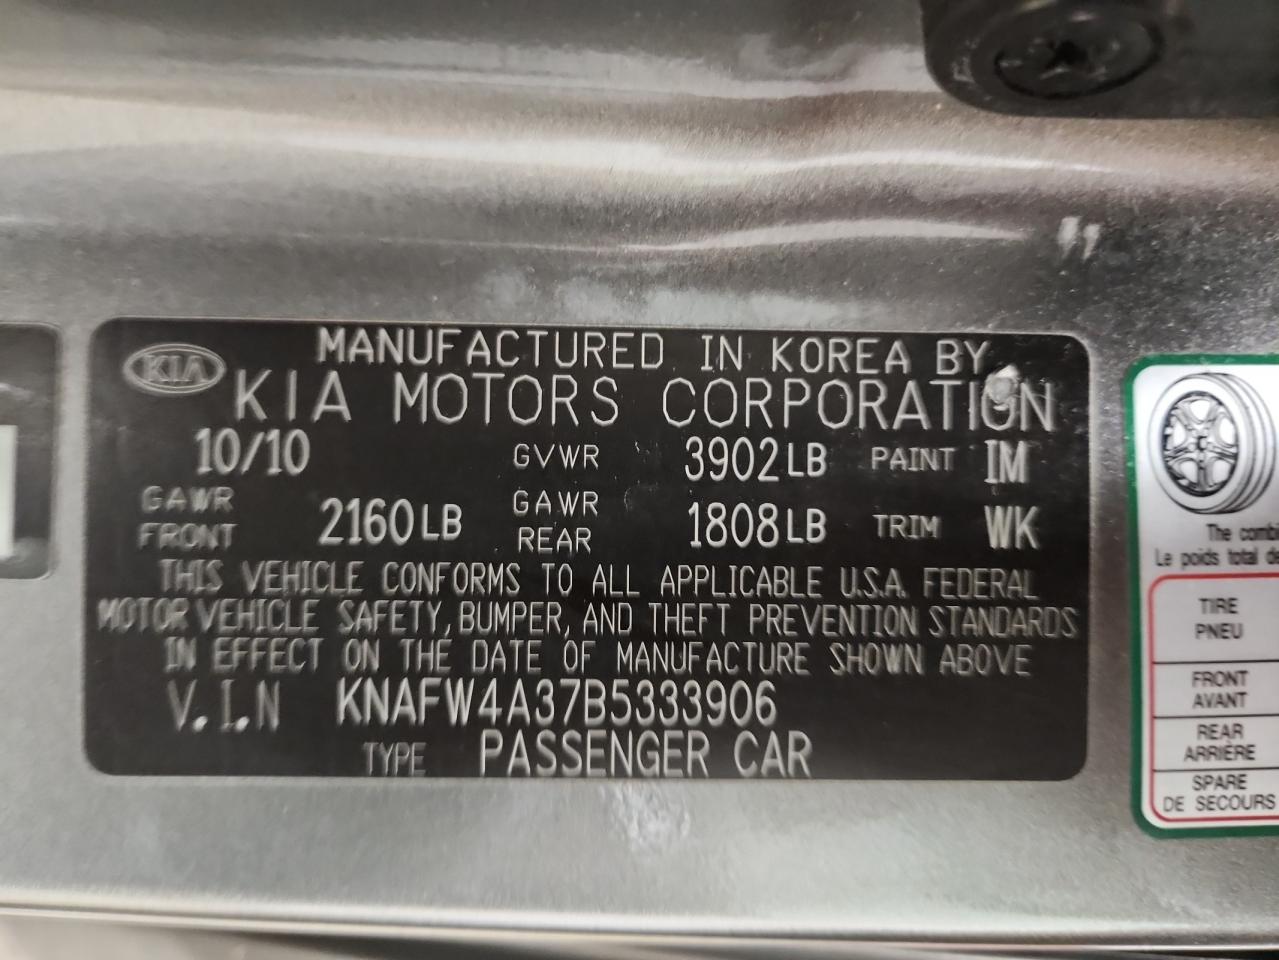 MANUFACTURED IN KOREA BY
KIA
KIA MOTORS CORPORATION
10/10 GVWR 3902LB PAINT IM
GAWR FRONT 2160LB GAWR REAR 1808LB TRIM WK
THIS VEHICLE CONFORMS TO ALL APPLICABLE U.S.A. FEDERAL
MOTOR VEHICLE SAFETY, BUMPER, AND THEFT PREVENTION STANDARDS
IN EFFECT ON THE DATE OF MANUFACTURE SHOWN ABOVE
V.I.N KNAFW4A37B5333906
TYPE PASSENGER CAR
The
Le poids total
TIRE
PNEU
FRONT
AVANT
REAR
ARRIÈRE
SPARE
DE SECOURS